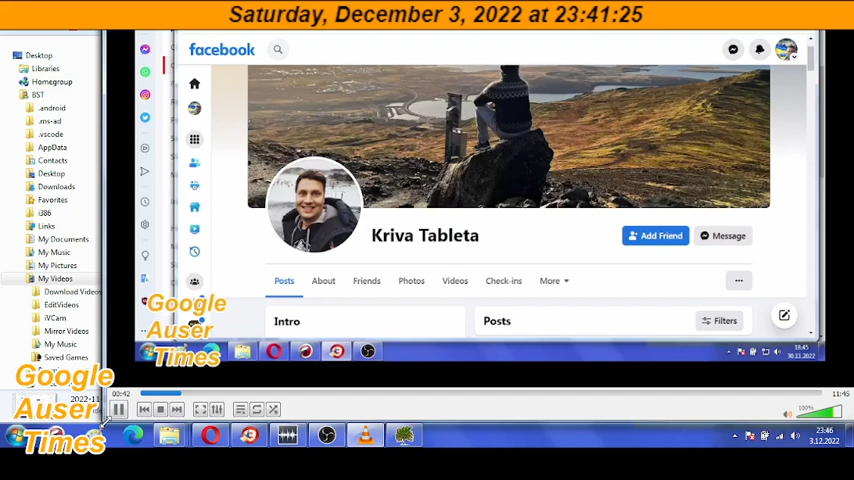 Saturday, December 3, 2022 at 23:41:25
Desktop
Libraries
Homegroup
BST
.android
.ms-ad
.vscode
AppData
Contacts
Desktop
Downloads
Favorites
i386
Links
My Documents
My Music
My Pictures
My Videos
Download Videos
EditVideos
iVCam
Mirror Videos
My Music
Saved Games
facebook
Kriva Tableta
Add Friend
Message
Posts
About
Friends
Photos
Videos
Check-ins
More
Intro
Posts
Filters
Google
Auser
Times
18:45
30.11.2022
Google
Auser
Times
2022-11
00:42
11:45
100%
23:46
3.12.2022